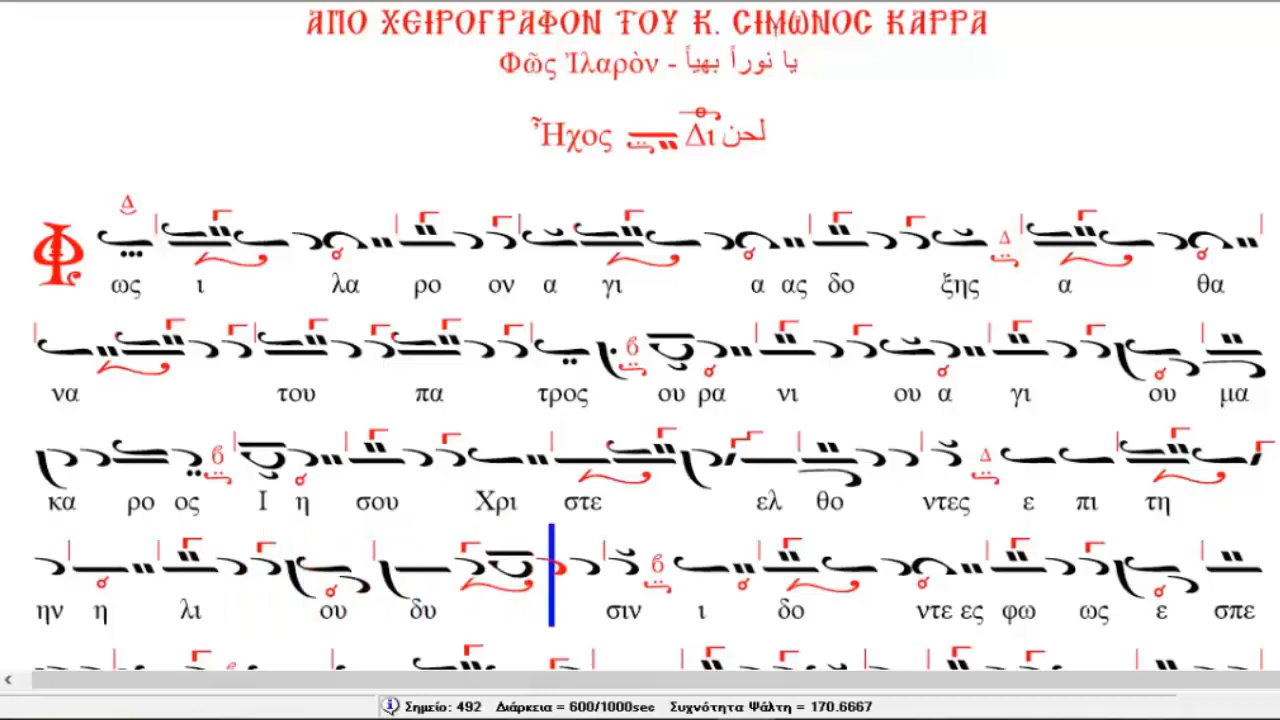 ΑΠΟ ΧΕΙΡΟΓΡΑΦΟΝ ΤΟΥ Κ. ΣΙΜΩΝΟΣ ΚΑΡΡΑ
Φῶς Ἱλαρὸν - يا نوراً بهياً
Ἦχος Δι لحن
Δ
Φ ως ι λα ρο ον α γι α ας δο ξης Δ α θα
να του πα τρος β ου ρα νι ου α γι ου μα
κα ρο ος β Ι η σου Χρι στε ελ θο ντες Δ ε πι τη
ην η λι ου δυ σιν β ι δο ντε ες φω ως ε σπε
Σημείο: 492 Διάρκεια = 600/1000sec Συχνότητα Ψάλτη = 170.6667